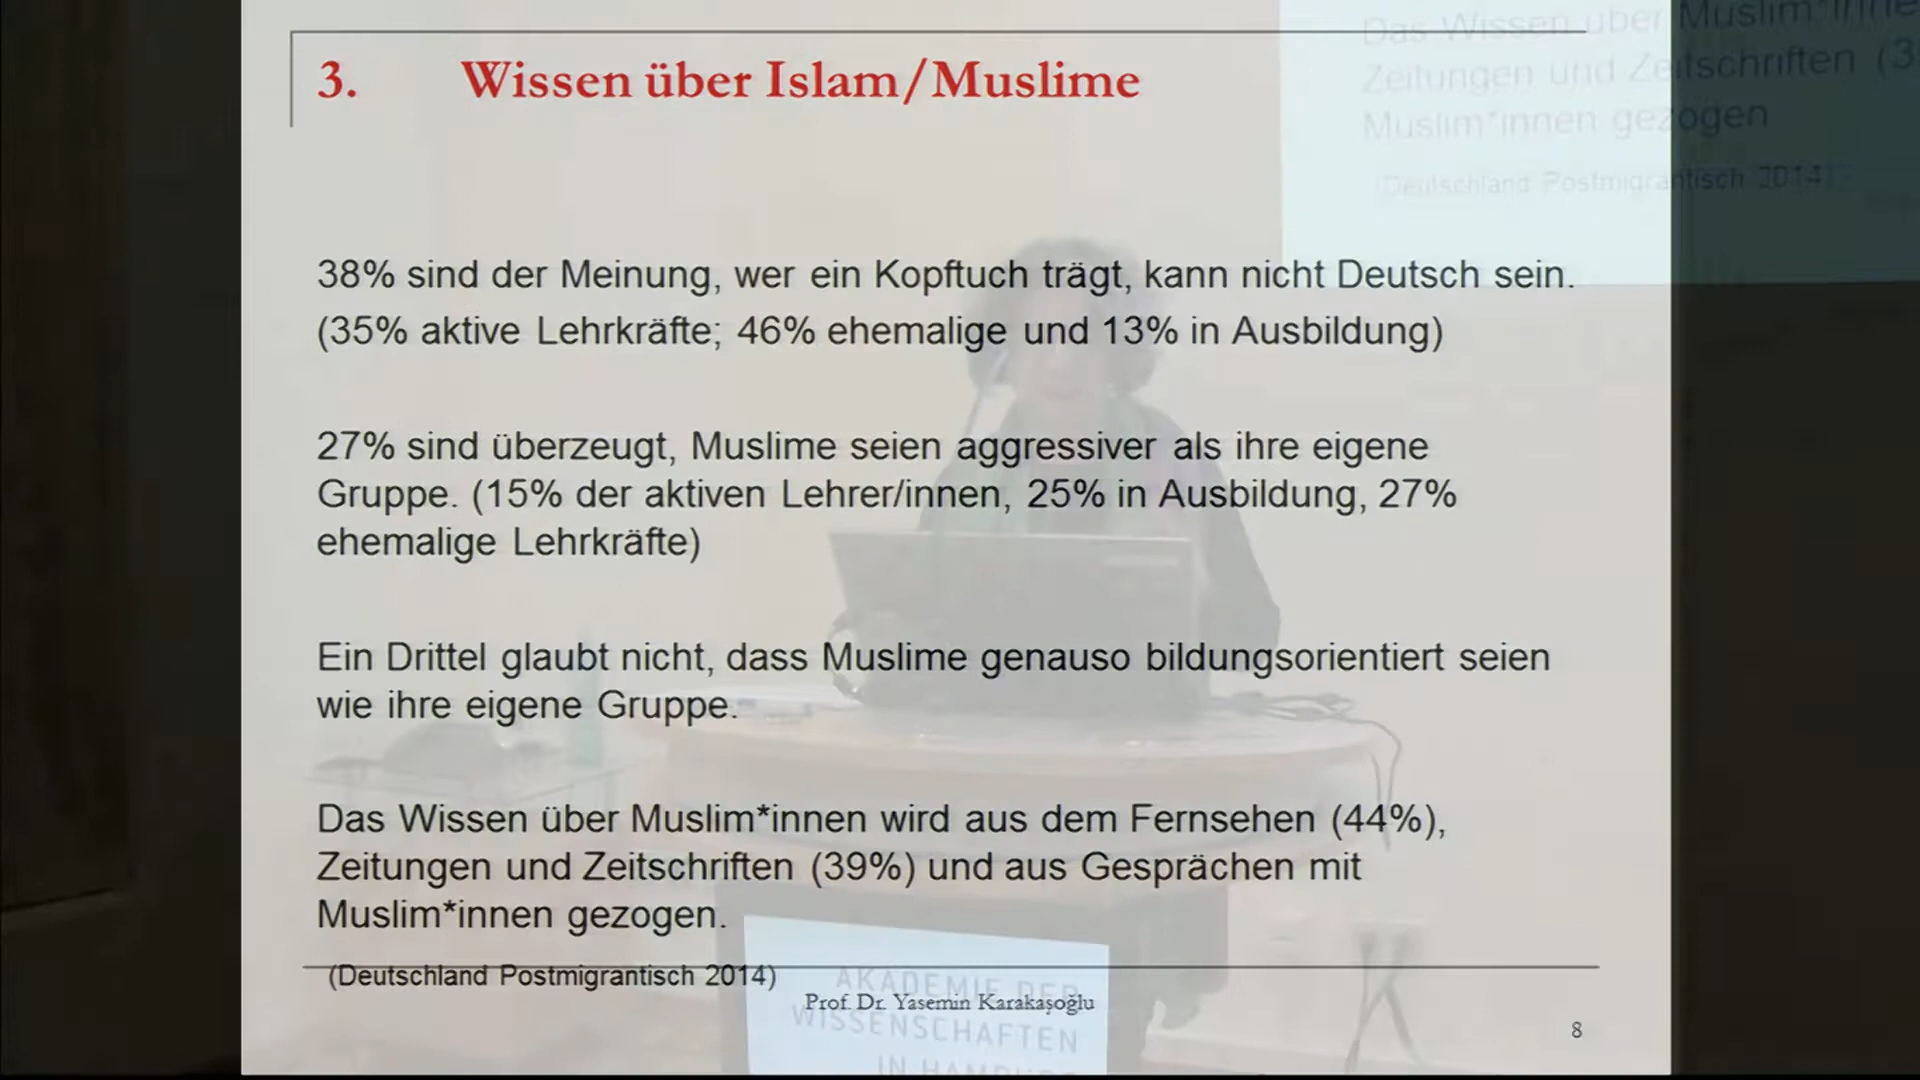 3. Wissen über Islam/Muslime
38% sind der Meinung, wer ein Kopftuch trägt, kann nicht Deutsch sein.
(35% aktive Lehrkräfte; 46% ehemalige und 13% in Ausbildung)
27% sind überzeugt, Muslime seien aggressiver als ihre eigene
Gruppe. (15% der aktiven Lehrer/innen, 25% in Ausbildung, 27%
ehemalige Lehrkräfte)
Ein Drittel glaubt nicht, dass Muslime genauso bildungsorientiert seien
wie ihre eigene Gruppe.
Das Wissen über Muslim*innen wird aus dem Fernsehen (44%),
Zeitungen und Zeitschriften (39%) und aus Gesprächen mit
Muslim*innen gezogen.
(Deutschland Postmigrantisch 2014)
Prof. Dr. Yasemin Karakaşoğlu
8
Das Wissen über Muslim*inne
Zeitungen und Zeitschriften (3
Muslim*innen gezogen
(Deutschland Postmigrantisch 2014)
AKADEMIE DER
WISSENSCHAFTEN
IN HAMBURG